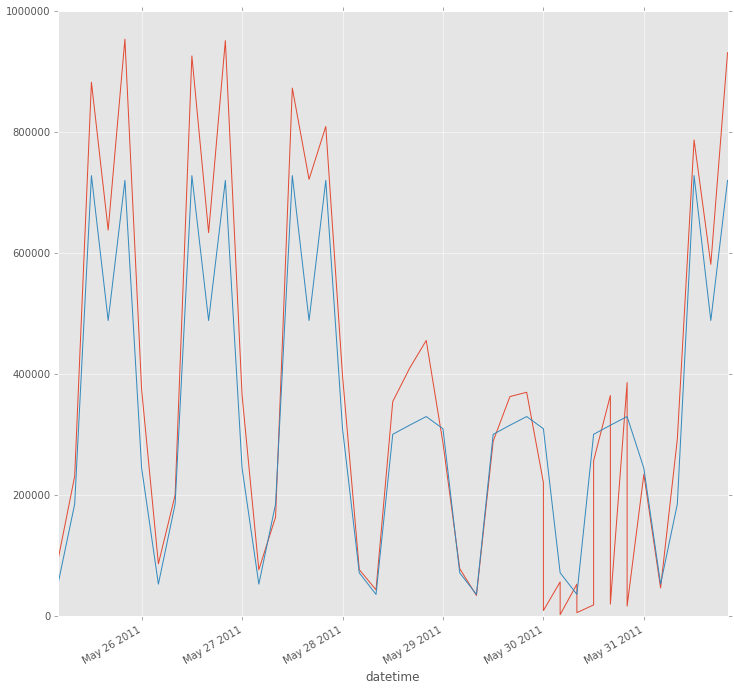 1000000
800000
600000
400000
200000
0
May 26 2011
May 27 2011
May 28 2011
May 29 2011
May 30 2011
May 31 2011
datetime